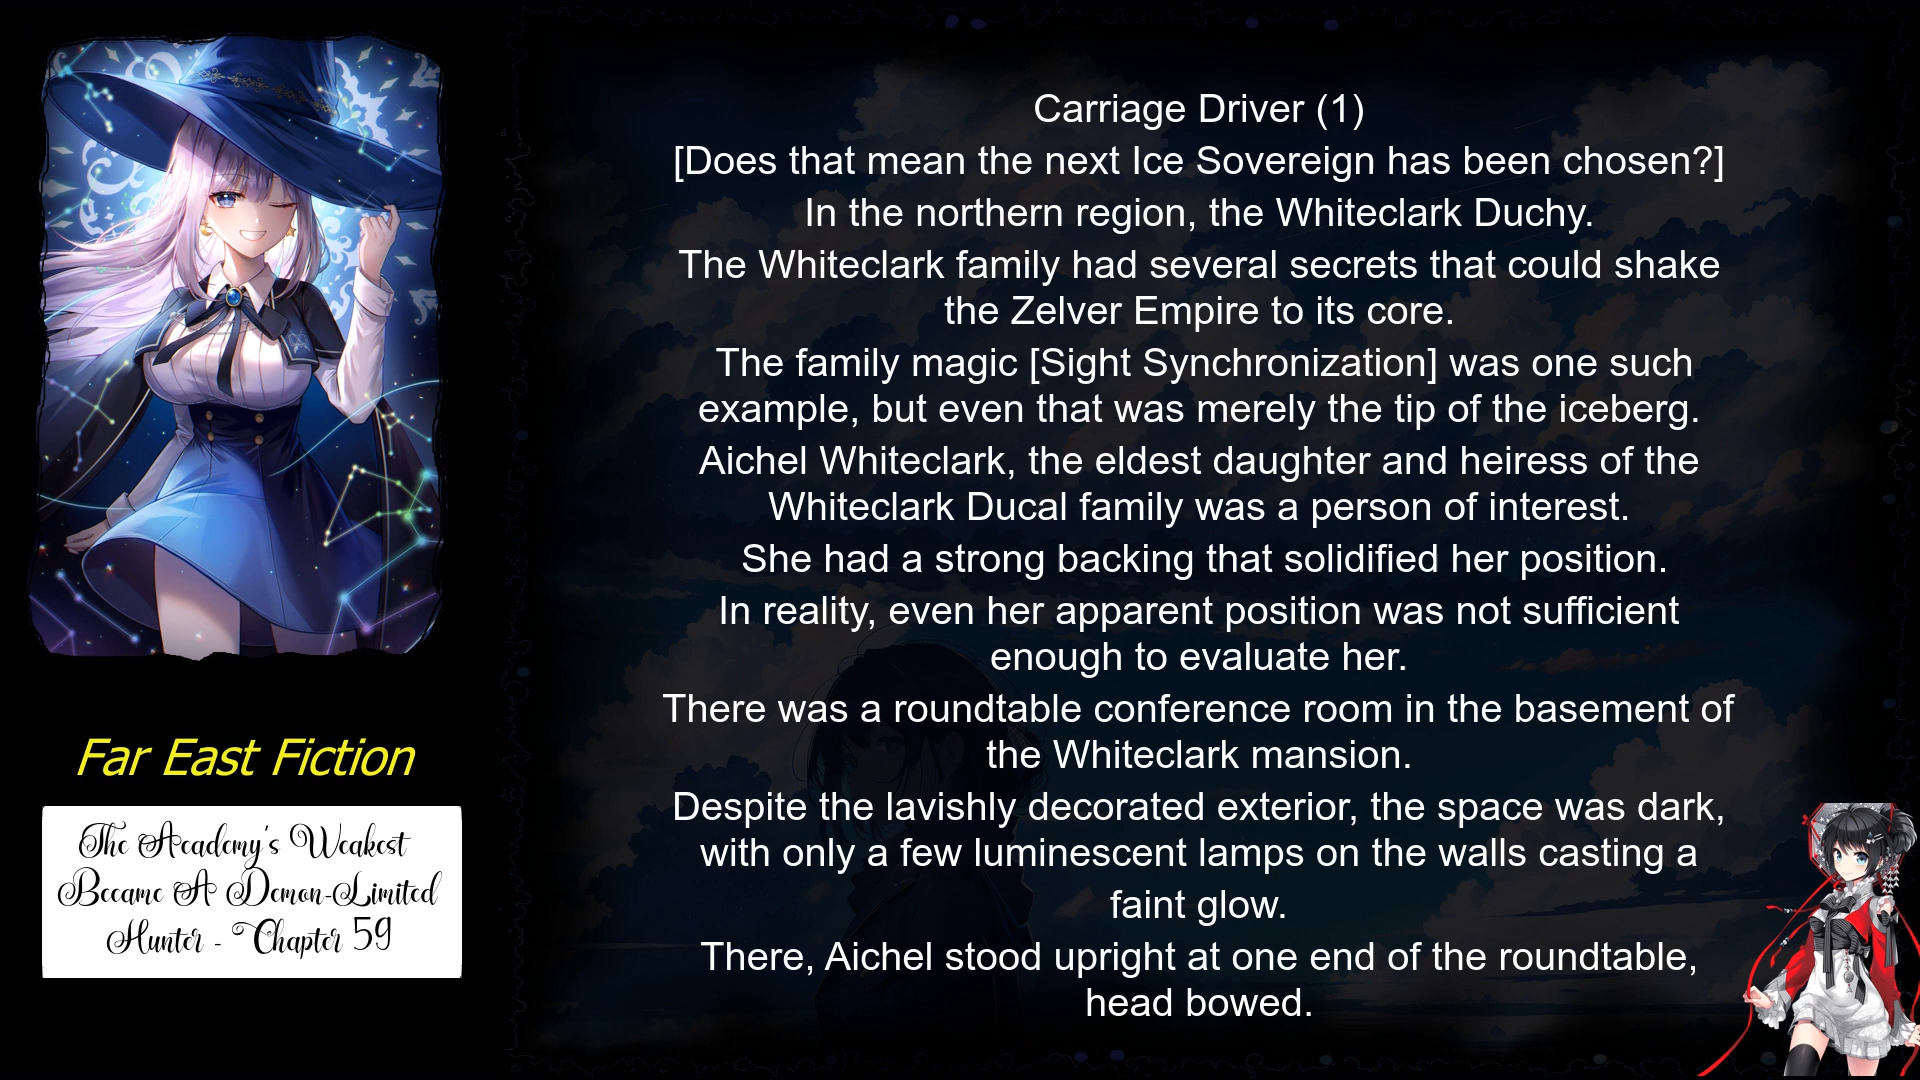 Far East Fiction
The Academy's Weakest
Became A Demon-Limited
Hunter - Chapter 59
Carriage Driver (1)
[Does that mean the next Ice Sovereign has been chosen?]
In the northern region, the Whiteclark Duchy.
The Whiteclark family had several secrets that could shake
the Zelver Empire to its core.
The family magic [Sight Synchronization] was one such
example, but even that was merely the tip of the iceberg.
Aichel Whiteclark, the eldest daughter and heiress of the
Whiteclark Ducal family was a person of interest.
She had a strong backing that solidified her position.
In reality, even her apparent position was not sufficient
enough to evaluate her.
There was a roundtable conference room in the basement of
the Whiteclark mansion.
Despite the lavishly decorated exterior, the space was dark,
with only a few luminescent lamps on the walls casting a
faint glow.
There, Aichel stood upright at one end of the roundtable,
head bowed.